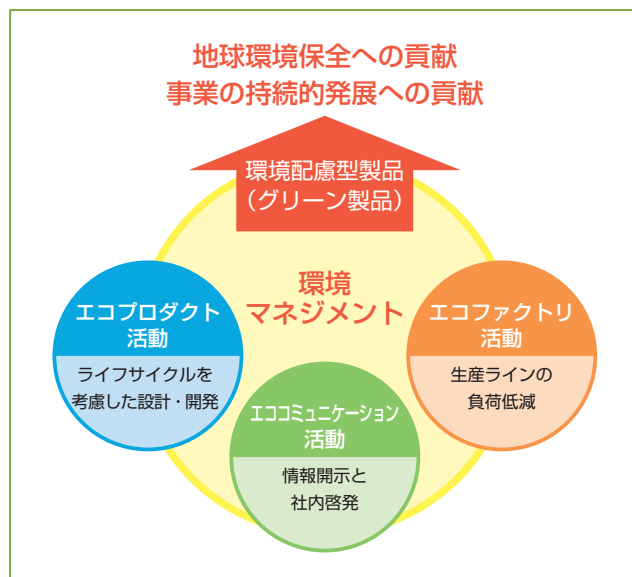 地球環境保全への貢献
事業の持続的発展への貢献
環境配慮型製品
（グリーン製品）
環境
マネジメント
エコプロダクト
活動
ライフサイクルを
考慮した設計・開発
エコファクトリ
活動
生産ラインの
負荷低減
エココミュニケーション
活動
情報開示と
社内啓発